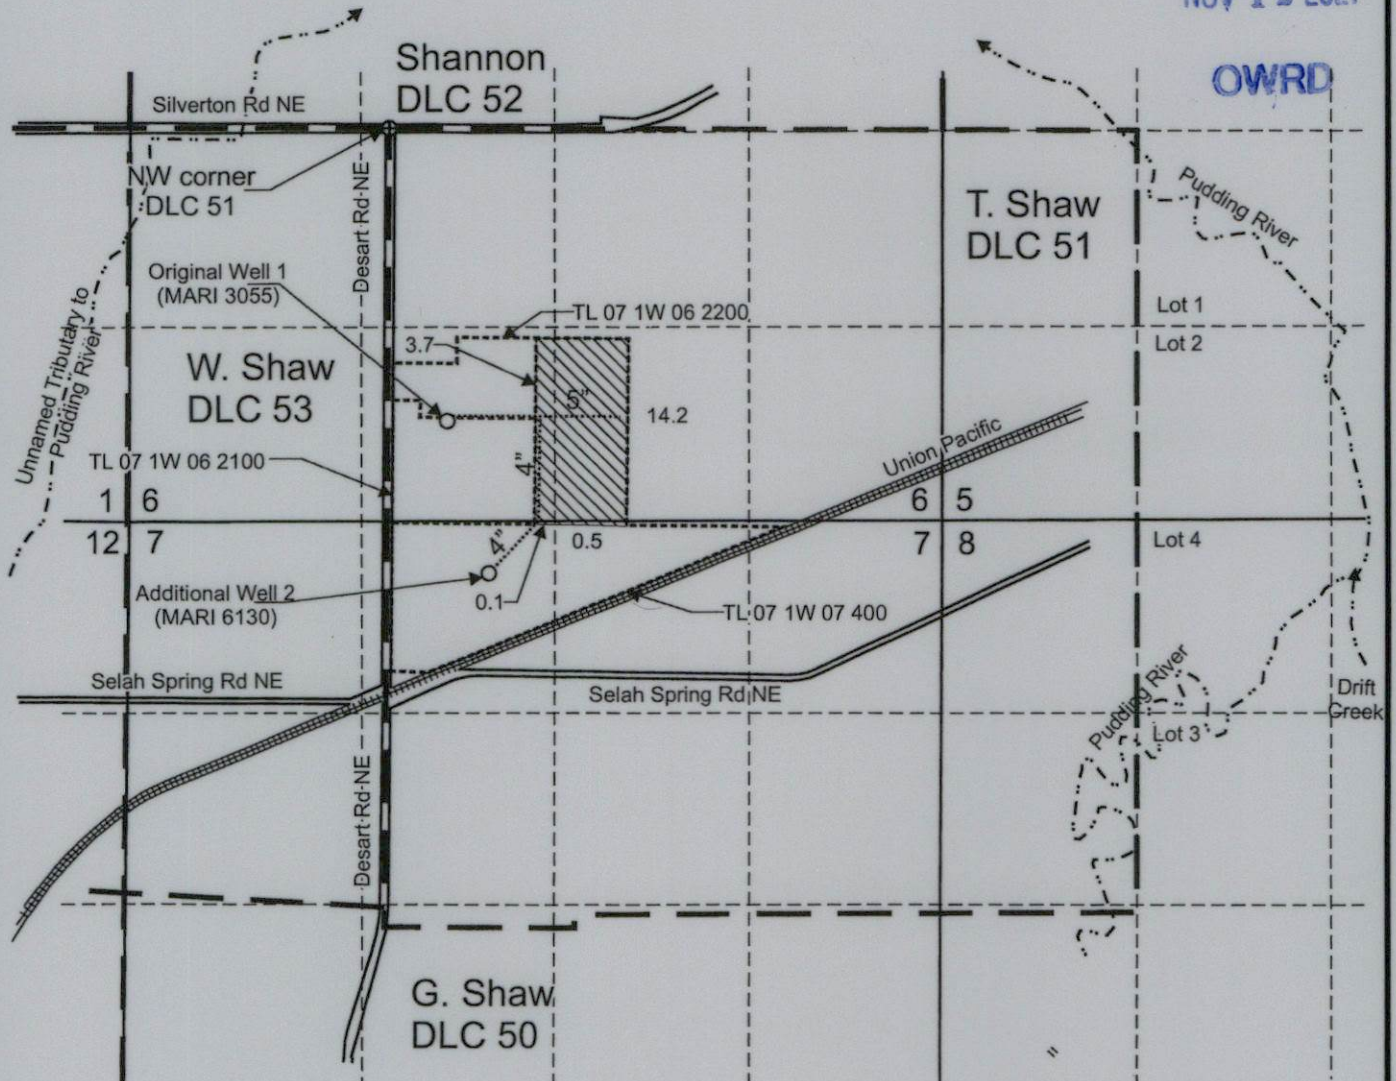 OWRD
Shannon
DLC 52
Silverton Rd NE
NW corner
DLC 51
Desart Rd NE
T. Shaw
DLC 51
Pudding River
Original Well 1
(MARI 3055)
TL 07 1W 06 2200
Lot 1
Lot 2
Unnamed Tributary to
Pudding River
W. Shaw
DLC 53
3.7
5"
14.2
4"
Union Pacific
TL 07 1W 06 2100
1 6
6 5
12 7
7 8
4"
0.5
Lot 4
Additional Well 2
(MARI 6130)
0.1
TL 07 1W 07 400
Selah Spring Rd NE
Selah Spring Rd NE
Pudding River
Drift
Creek
Lot 3
Desart Rd NE
G. Shaw
DLC 50